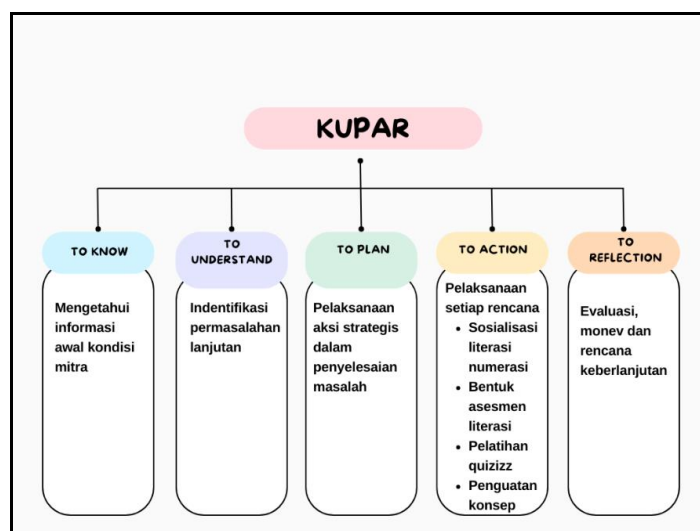 KUPAR
TO KNOW
Mengetahui
informasi
awal kondisi
mitra
TO
UNDERSTAND
Indentifikasi
permasalahan
lanjutan
TO PLAN
Pelaksanaan
aksi strategis
dalam
penyelesaian
masalah
TO ACTION
Pelaksanaan
setiap rencana
• Sosialisasi
literasi
numerasi
• Bentuk
asesmen
literasi
• Pelatihan
quizizz
• Penguatan
konsep
TO
REFLECTION
Evaluasi,
monev dan
rencana
keberlanjutan